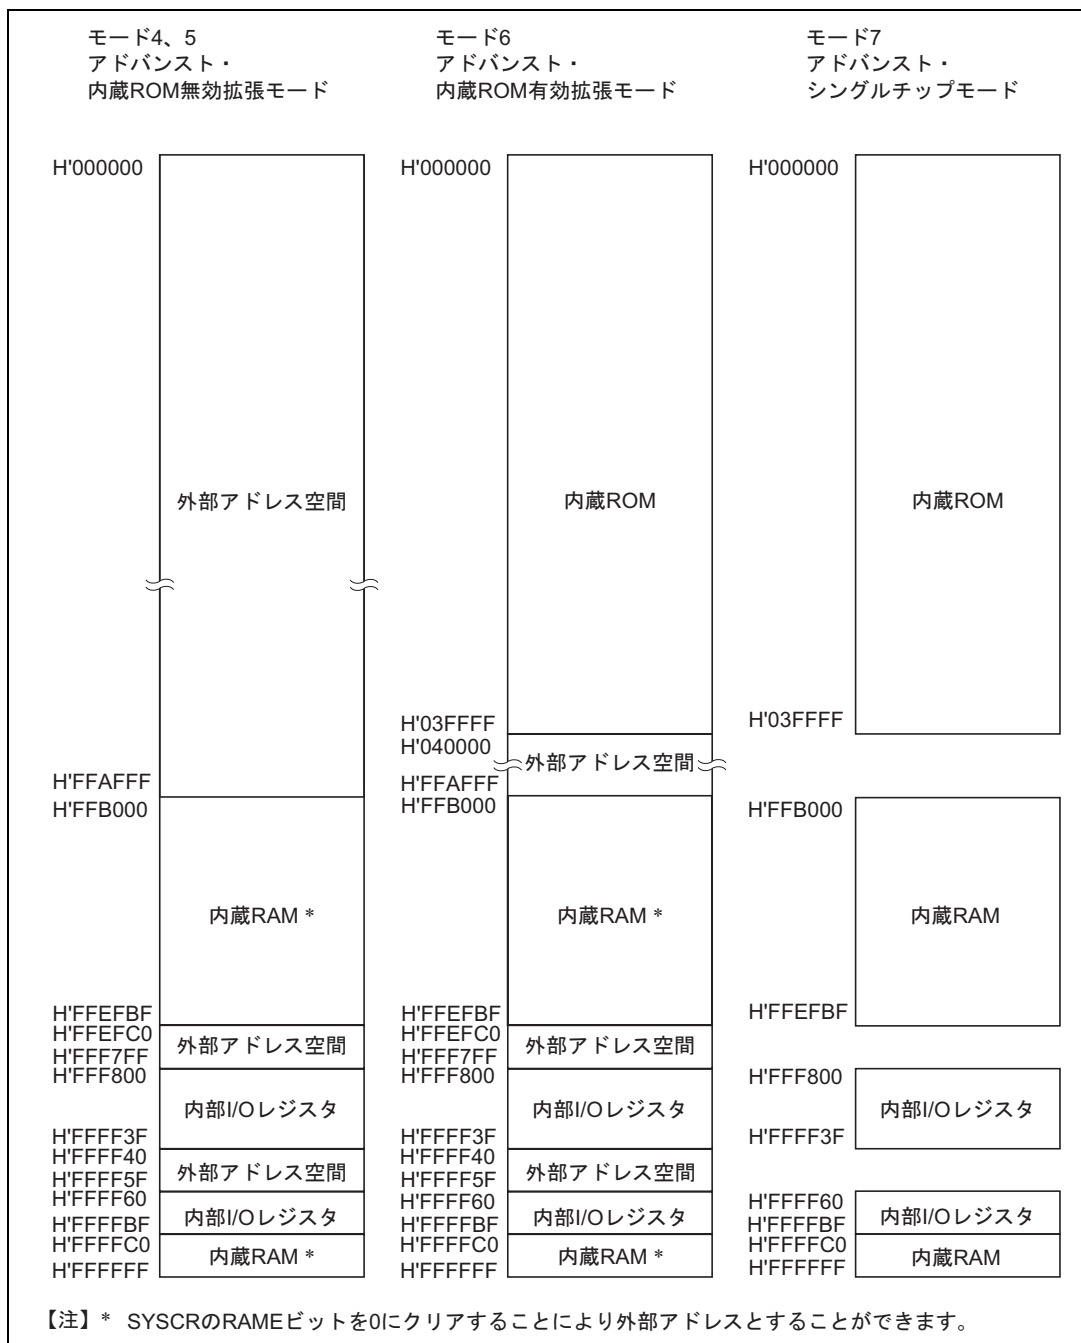 モード4、5
アドバンスト・
内蔵ROM無効拡張モード
H'000000
外部アドレス空間
H'FFAFFF
H'FFB000
内蔵RAM *
H'FFEFBF
H'FFEFC0
外部アドレス空間
H'FFF7FF
H'FFF800
内部I/Oレジスタ
H'FFFF3F
H'FFFF40
外部アドレス空間
H'FFFF5F
H'FFFF60
内部I/Oレジスタ
H'FFFFBF
H'FFFFC0
内蔵RAM *
H'FFFFFF
モード6
アドバンスト・
内蔵ROM有効拡張モード
H'000000
内蔵ROM
H'03FFFF
H'040000
外部アドレス空間
H'FFAFFF
H'FFB000
内蔵RAM *
H'FFEFBF
H'FFEFC0
外部アドレス空間
H'FFF7FF
H'FFF800
内部I/Oレジスタ
H'FFFF3F
H'FFFF40
外部アドレス空間
H'FFFF5F
H'FFFF60
内部I/Oレジスタ
H'FFFFBF
H'FFFFC0
内蔵RAM *
H'FFFFFF
モード7
アドバンスト・
シングルチップモード
H'000000
内蔵ROM
H'03FFFF
H'FFB000
内蔵RAM
H'FFEFBF
H'FFF800
内部I/Oレジスタ
H'FFFF3F
H'FFFF60
内部I/Oレジスタ
H'FFFFBF
H'FFFFC0
内蔵RAM
H'FFFFFF
【注】* SYSCRのRAMEビットを0にクリアすることにより外部アドレスとすることができます。